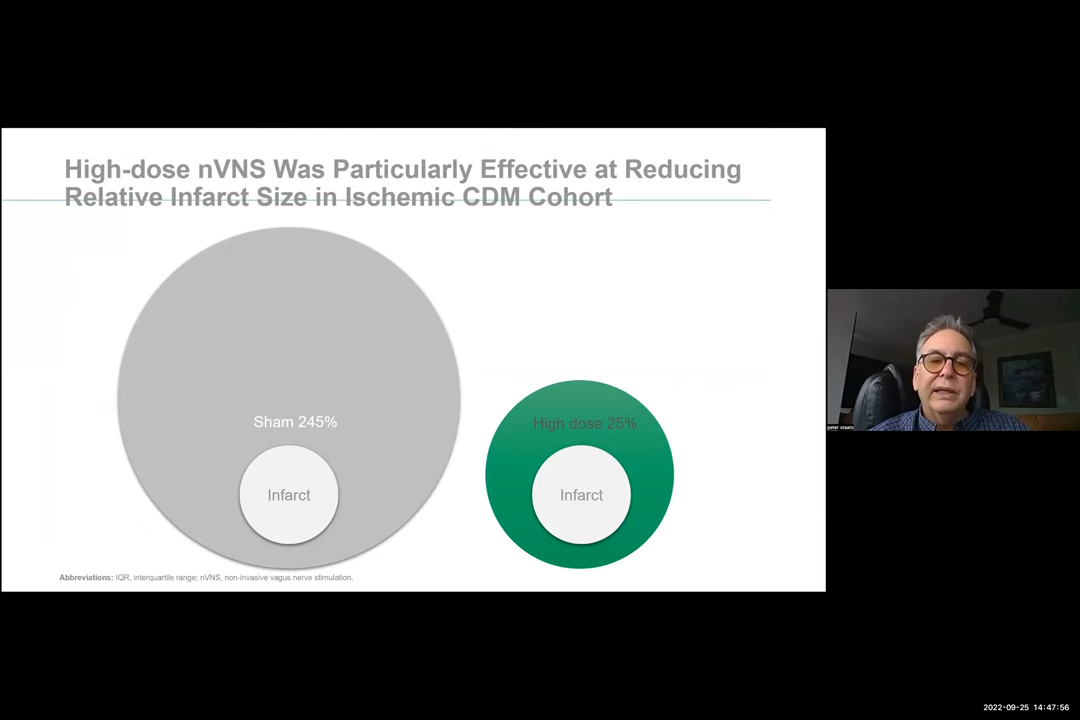 High-dose nVNS Was Particularly Effective at Reducing
Relative Infarct Size in Ischemic CDM Cohort
Sham 245%
Infarct
High dose 25%
Infarct
Abbreviations: IQR, interquartile range; nVNS, non-invasive vagus nerve stimulation.
peter staats
2022-09-25 14:47:56